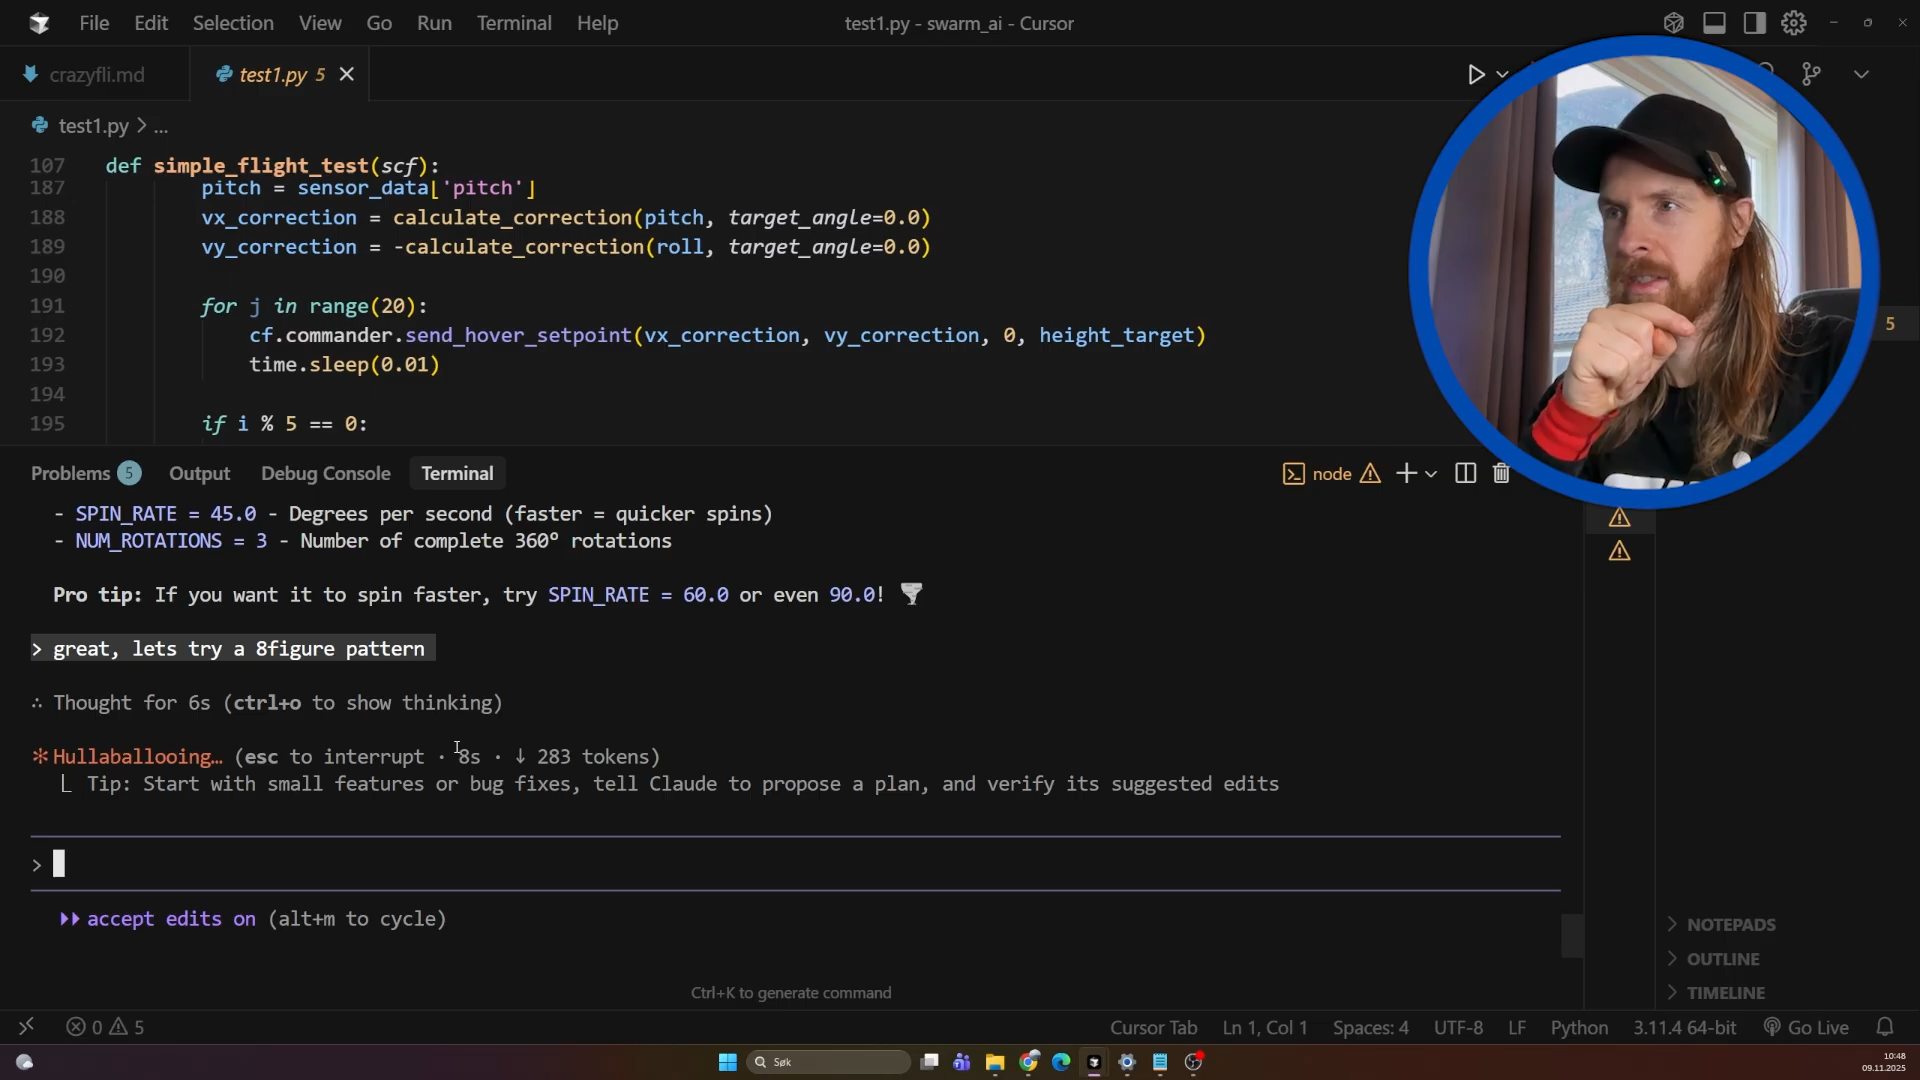 File Edit Selection View Go Run Terminal Help test1.py - swarm_ai - Cursor
crazyfli.md test1.py 5
test1.py > ...
107 def simple_flight_test(scf):
187 pitch = sensor_data['pitch']
188 vx_correction = calculate_correction(pitch, target_angle=0.0)
189 vy_correction = -calculate_correction(roll, target_angle=0.0)
190
191 for j in range(20):
192 cf.commander.send_hover_setpoint(vx_correction, vy_correction, 0, height_target)
193 time.sleep(0.01)
194
195 if i % 5 == 0:
5
Problems 5 Output Debug Console Terminal node
- SPIN_RATE = 45.0 - Degrees per second (faster = quicker spins)
- NUM_ROTATIONS = 3 - Number of complete 360° rotations
Pro tip: If you want it to spin faster, try SPIN_RATE = 60.0 or even 90.0!
> great, lets try a 8figure pattern
∴ Thought for 6s (ctrl+o to show thinking)
✻ Hullaballooing… (esc to interrupt · 8s · ↓ 283 tokens)
⎣ Tip: Start with small features or bug fixes, tell Claude to propose a plan, and verify its suggested edits
>
accept edits on (alt+m to cycle)
NOTEPADS
OUTLINE
TIMELINE
Ctrl+K to generate command
0 5 Cursor Tab Ln 1, Col 1 Spaces: 4 UTF-8 LF Python 3.11.4 64-bit Go Live
Søk
10:48
09.11.2025